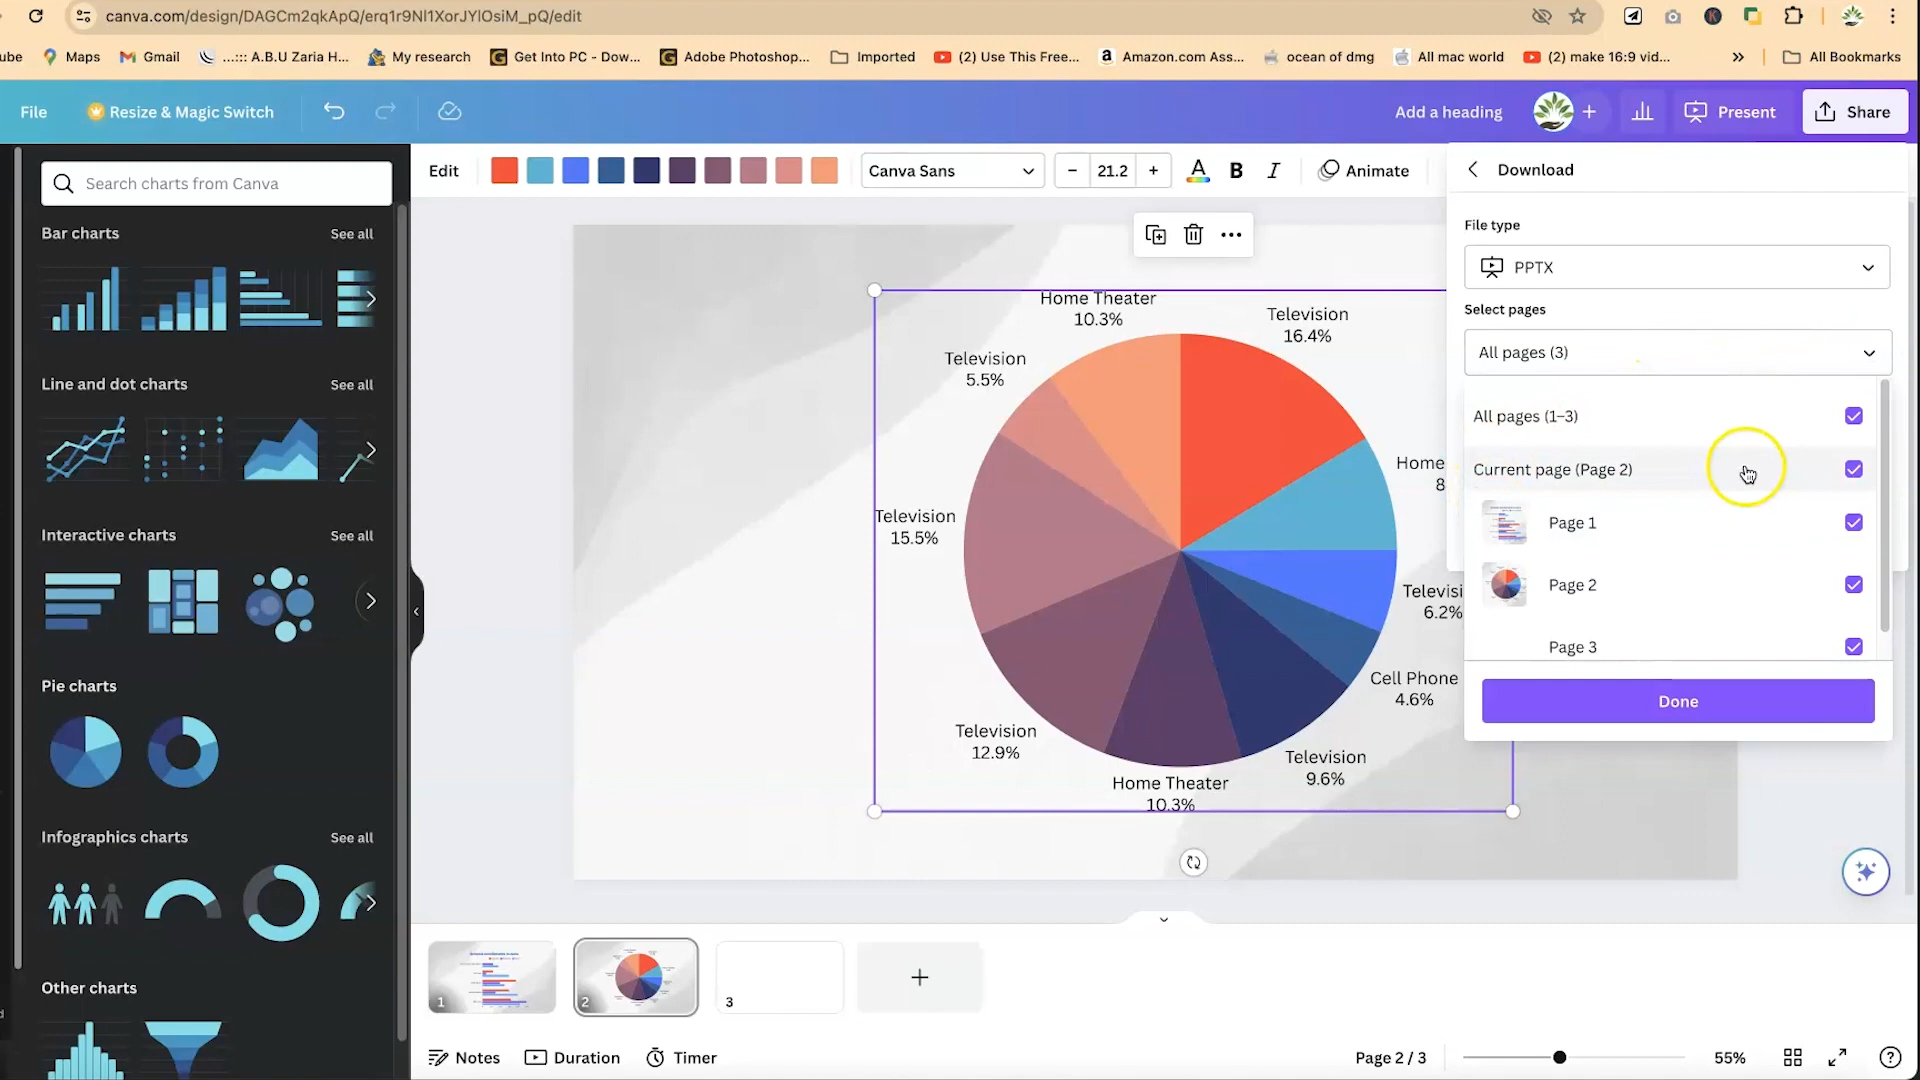 canva.com/design/DAGCm2qkApQ/erq1r9Nl1XorJYlOsiM_pQ/edit
ube
Maps
Gmail
...::: A.B.U Zaria H...
My research
Get Into PC - Dow...
Adobe Photoshop...
Imported
(2) Use This Free...
Amazon.com Ass...
ocean of dmg
All mac world
(2) make 16:9 vid...
All Bookmarks
File
Resize & Magic Switch
Add a heading
Present
Share
Search charts from Canva
Edit
Canva Sans
21.2
Animate
Download
Bar charts
See all
File type
PPTX
Select pages
All pages (3)
All pages (1–3)
Current page (Page 2)
Page 1
Page 2
Page 3
Done
Line and dot charts
See all
Interactive charts
See all
Pie charts
Infographics charts
See all
Other charts
Home Theater
10.3%
Television
16.4%
Television
5.5%
Home
8
Television
15.5%
Televisi
6.2%
Cell Phone
4.6%
Television
12.9%
Television
9.6%
Home Theater
10.3%
1
2
3
Notes
Duration
Timer
Page 2 / 3
55%